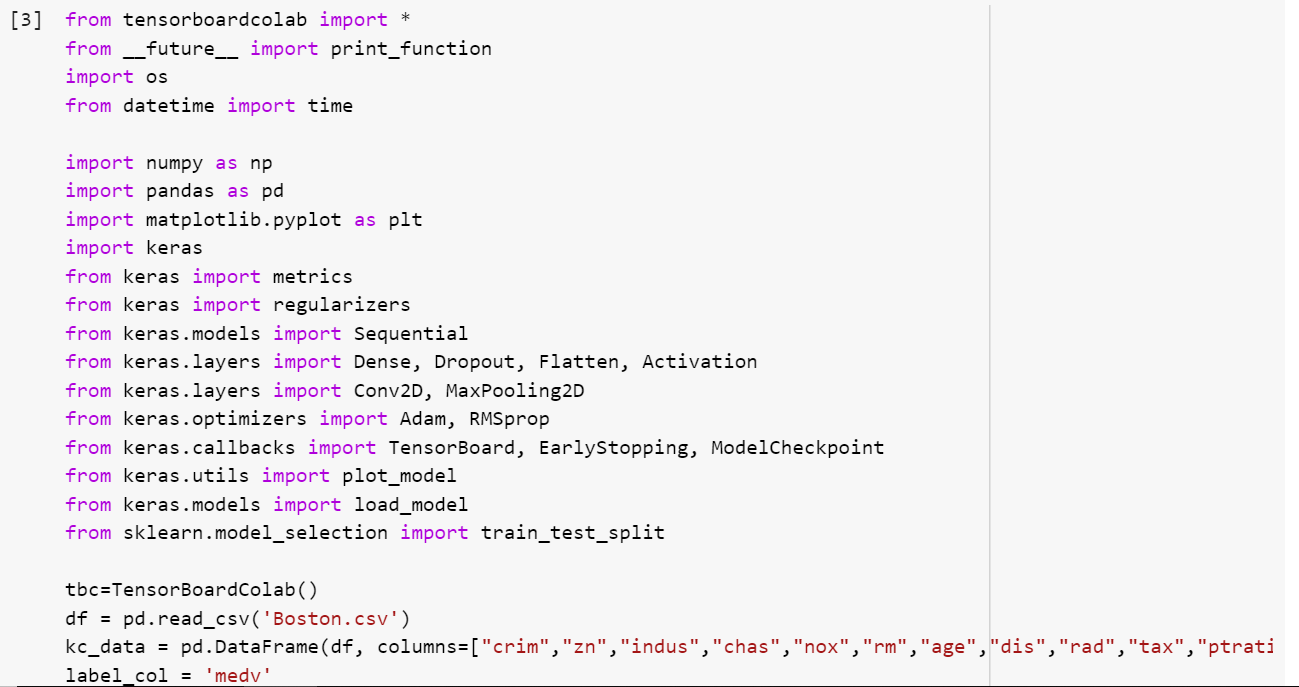 [3] from tensorboardcolab import *
from __future__ import print_function
import os
from datetime import time
import numpy as np
import pandas as pd
import matplotlib.pyplot as plt
import keras
from keras import metrics
from keras import regularizers
from keras.models import Sequential
from keras.layers import Dense, Dropout, Flatten, Activation
from keras.layers import Conv2D, MaxPooling2D
from keras.optimizers import Adam, RMSprop
from keras.callbacks import TensorBoard, EarlyStopping, ModelCheckpoint
from keras.utils import plot_model
from keras.models import load_model
from sklearn.model_selection import train_test_split
tbc=TensorBoardColab()
df = pd.read_csv('Boston.csv')
kc_data = pd.DataFrame(df, columns=["crim","zn","indus","chas","nox","rm","age","dis","rad","tax","ptrati
label_col = 'medv'